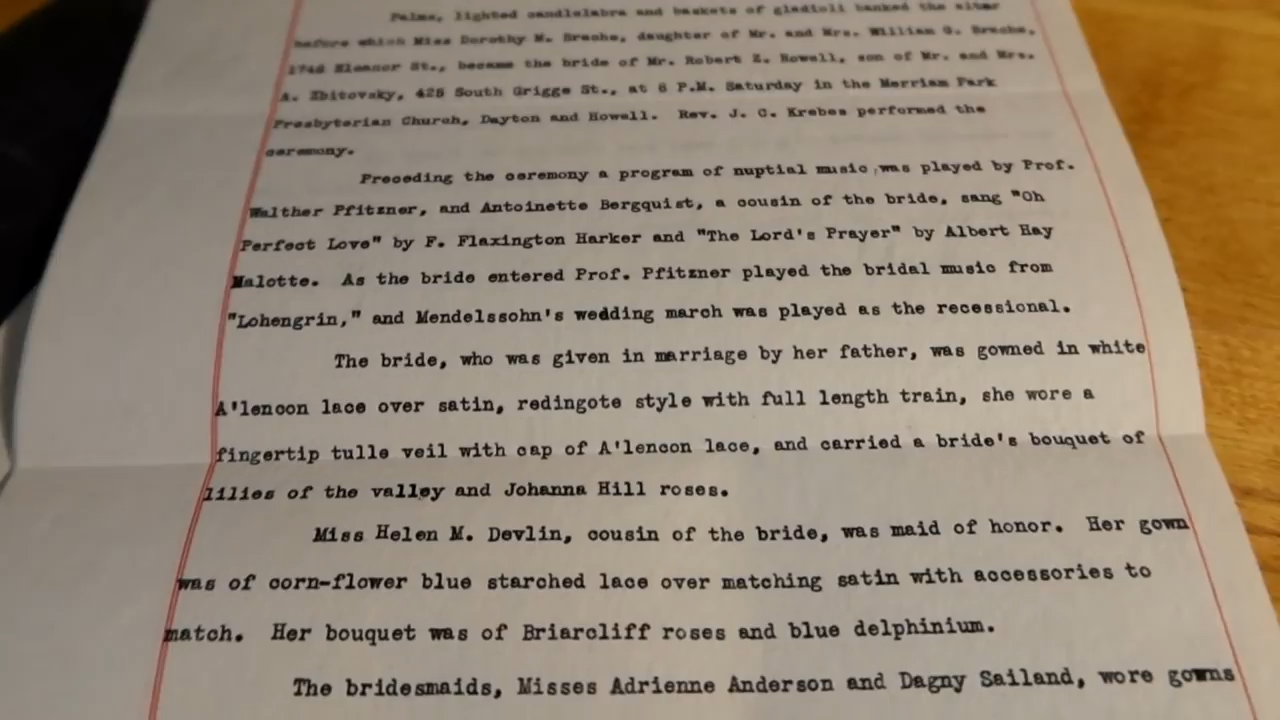 Palms, lighted candlelabra and baskets of gladioli banked the altar
before which Miss Dorothy M. Brache, daughter of Mr. and Mrs. William G. Brache,
1746 Eleanor St., became the bride of Mr. Robert Z. Howell, son of Mr. and Mrs.
A. Zbitovsky, 428 South Griggs St., at 8 P.M. Saturday in the Merriam Park
Presbyterian Church, Dayton and Howell. Rev. J. C. Krebes performed the
ceremony.
Preceding the ceremony a program of nuptial music was played by Prof.
Walther Pfitzner, and Antoinette Bergquist, a cousin of the bride, sang "Oh
Perfect Love" by F. Flaxington Harker and "The Lord's Prayer" by Albert Hay
Malotte. As the bride entered Prof. Pfitzner played the bridal music from
"Lohengrin," and Mendelssohn's wedding march was played as the recessional.
The bride, who was given in marriage by her father, was gowned in white
A'lencon lace over satin, redingote style with full length train, she wore a
fingertip tulle veil with cap of A'lencon lace, and carried a bride's bouquet of
lilies of the valley and Johanna Hill roses.
Miss Helen M. Devlin, cousin of the bride, was maid of honor. Her gown
was of corn-flower blue starched lace over matching satin with accessories to
match. Her bouquet was of Briarcliff roses and blue delphinium.
The bridesmaids, Misses Adrienne Anderson and Dagny Sailand, wore gowns